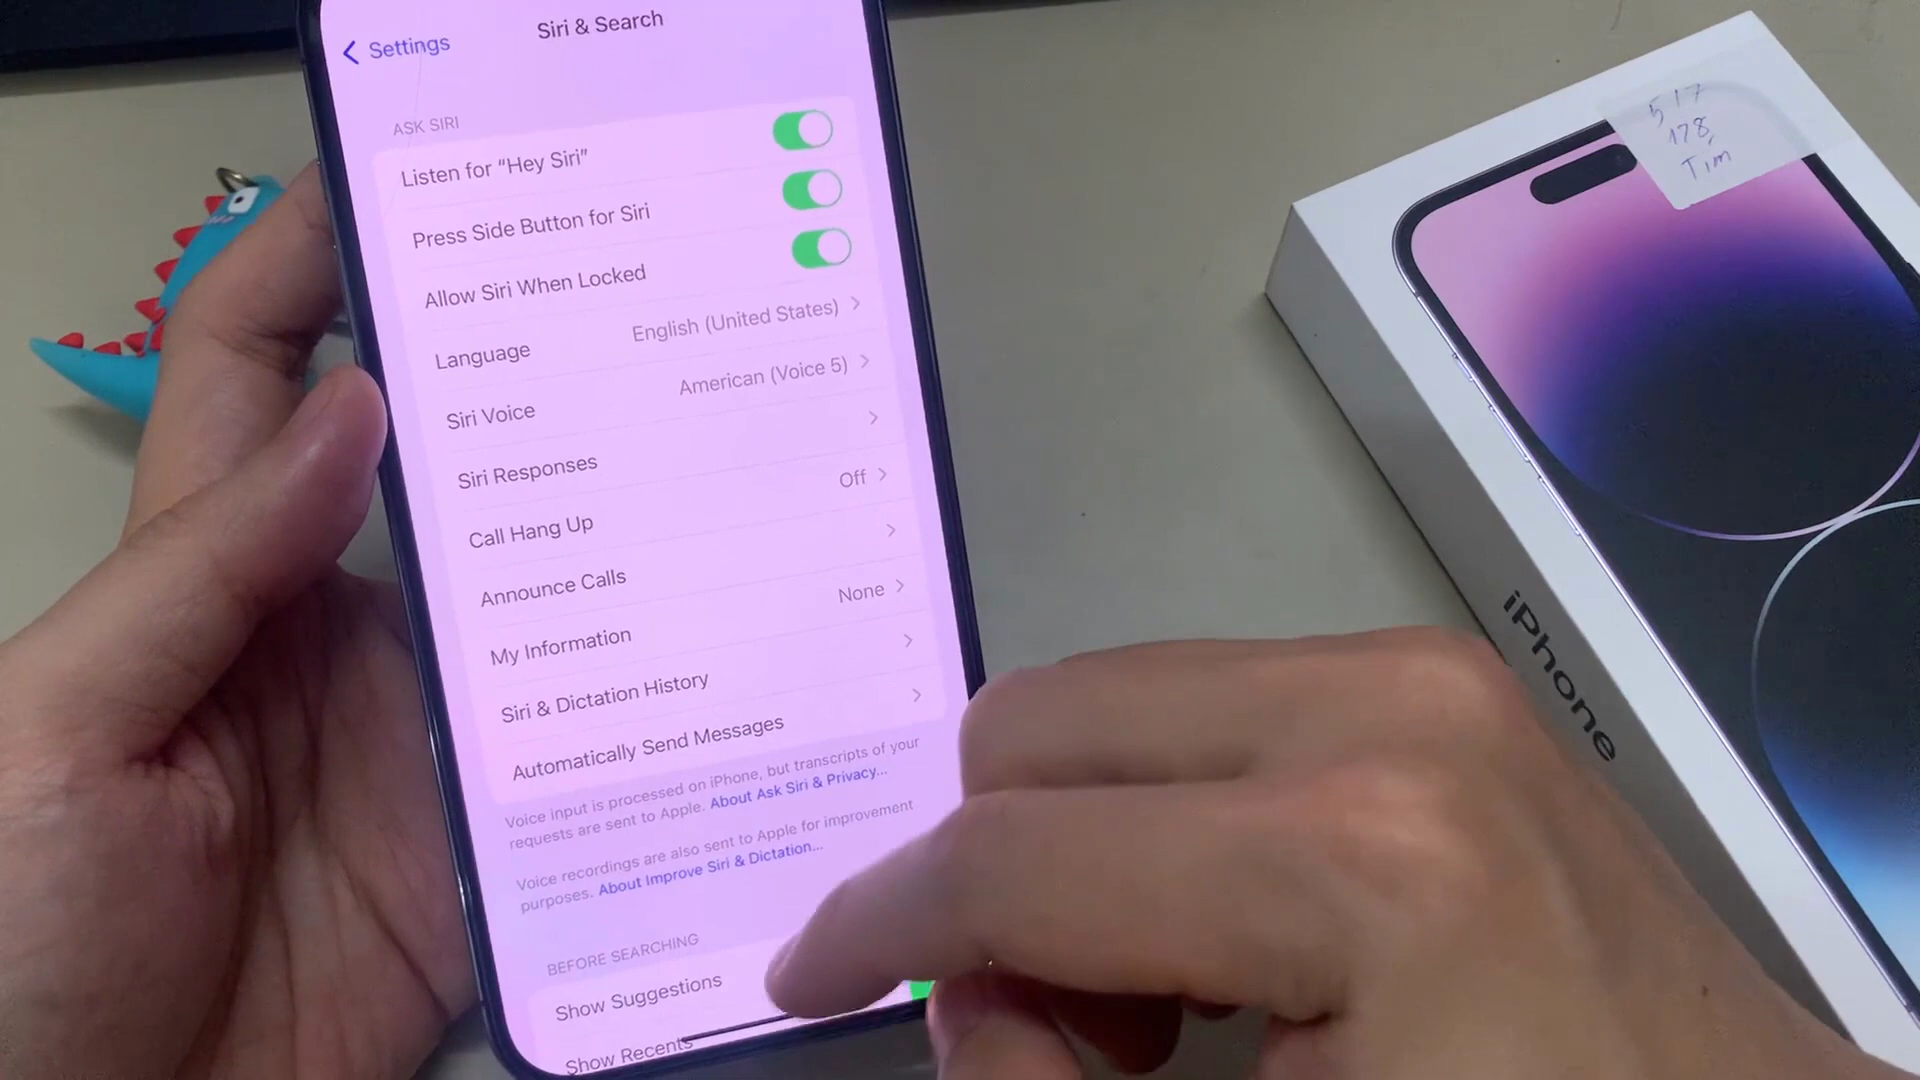 Settings
Siri & Search
ASK SIRI
Listen for "Hey Siri"
Press Side Button for Siri
Allow Siri When Locked
Language English (United States)
Siri Voice American (Voice 5)
Siri Responses
Call Hang Up Off
Announce Calls
My Information None
Siri & Dictation History
Automatically Send Messages
Voice input is processed on iPhone, but transcripts of your
requests are sent to Apple. About Ask Siri & Privacy...
Voice recordings are also sent to Apple for improvement
purposes. About Improve Siri & Dictation...
BEFORE SEARCHING
Show Suggestions
Show Recents
517
178,
Tim
iPhone